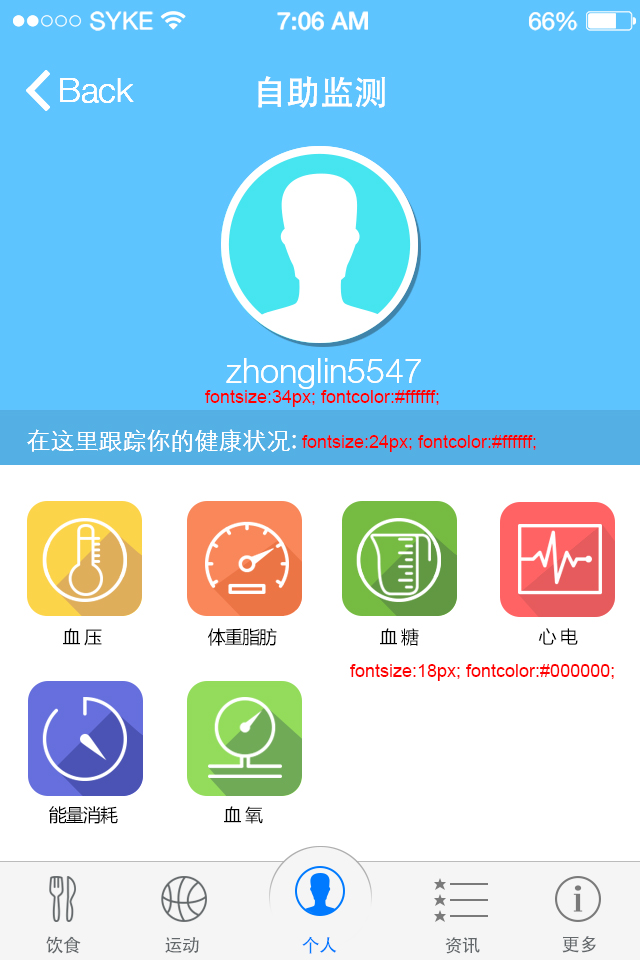 SYKE 7:06 AM 66%
Back 自助监测
zhonglin5547
fontsize:34px; fontcolor:#ffffff;
在这里跟踪你的健康状况: fontsize:24px; fontcolor:#ffffff;
血压 体重脂肪 血糖 心电
fontsize:18px; fontcolor:#000000;
能量消耗 血氧
饮食 运动 个人 资讯 更多